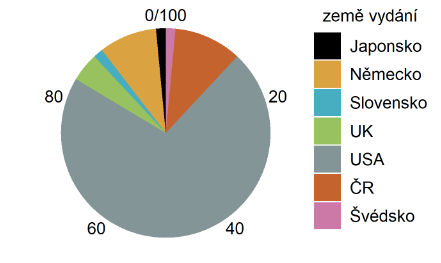 0/100
20
40
60
80
země vydání
Japonsko
Německo
Slovensko
UK
USA
ČR
Švédsko